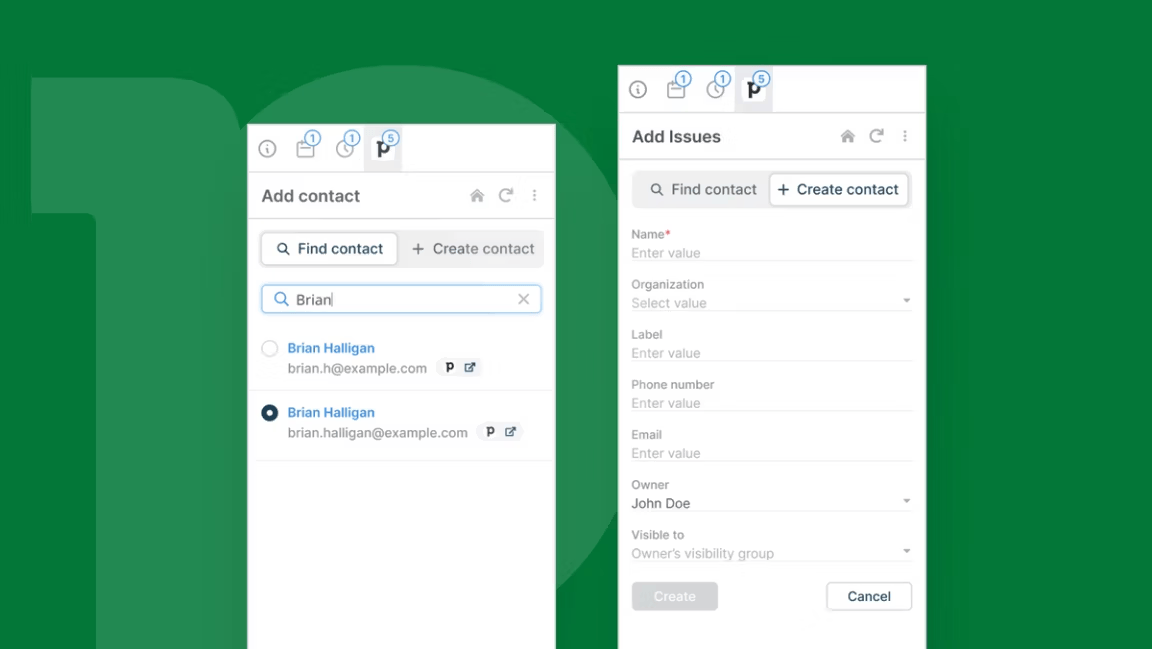 1 1 5
Add contact
Find contact + Create contact
Brian
Brian Halligan
brian.h@example.com p
Brian Halligan
brian.halligan@example.com p
1 1 5
Add Issues
Find contact + Create contact
Name*
Enter value
Organization
Select value
Label
Enter value
Phone number
Enter value
Email
Enter value
Owner
John Doe
Visible to
Owner's visibility group
Create Cancel